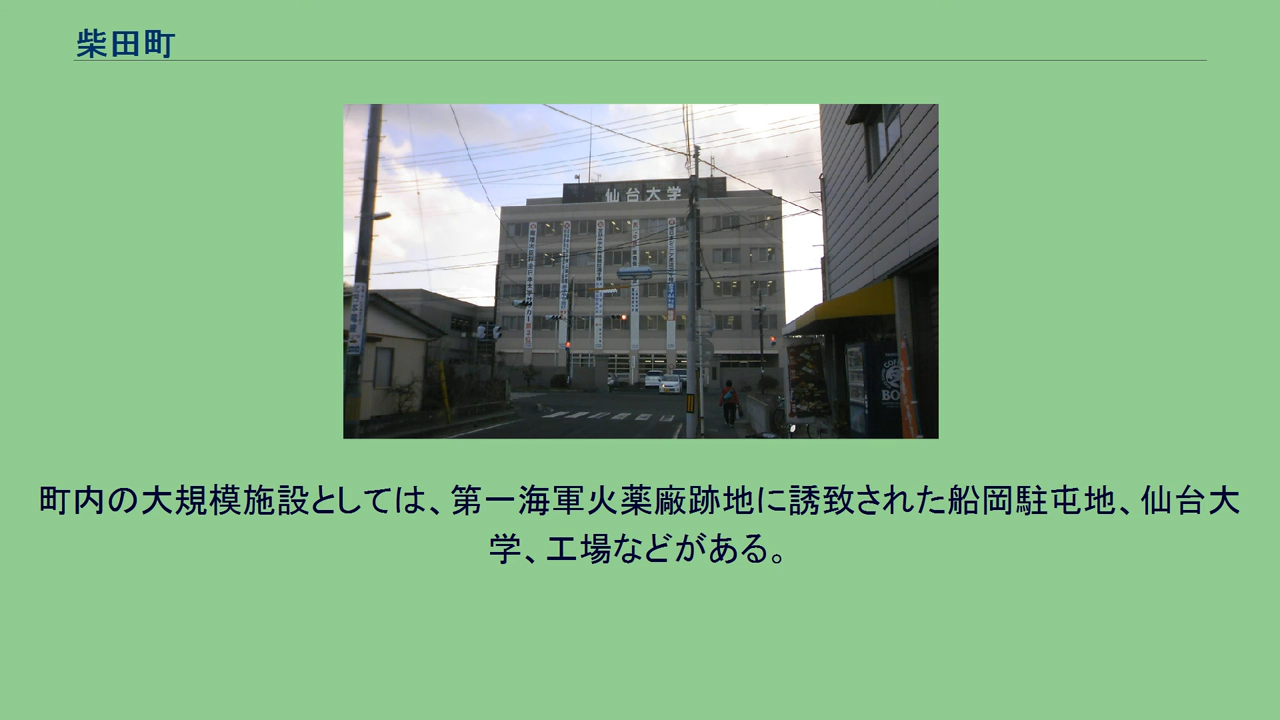 柴田町
仙台大学
町内の大規模施設としては、第一海軍火薬廠跡地に誘致された船岡駐屯地、仙台大
学、工場などがある。